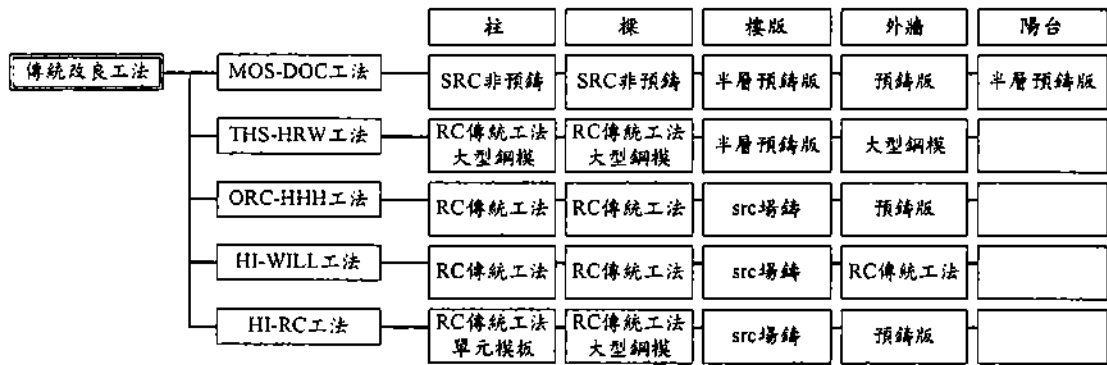 柱 樑 樓版 外牆 陽台
傳統改良工法 MOS-DOC工法 SRC非預鑄 SRC非預鑄 半層預鑄版 預鑄版 半層預鑄版
THS-HRW工法 RC傳統工法 RC傳統工法 半層預鑄版 大型鋼模
大型鋼模 大型鋼模
ORC-HHH工法 RC傳統工法 RC傳統工法 src場鑄 預鑄版
HI-WILL工法 RC傳統工法 RC傳統工法 src場鑄 RC傳統工法
HI-RC工法 RC傳統工法 RC傳統工法 src場鑄 預鑄版
單元模板 大型鋼模